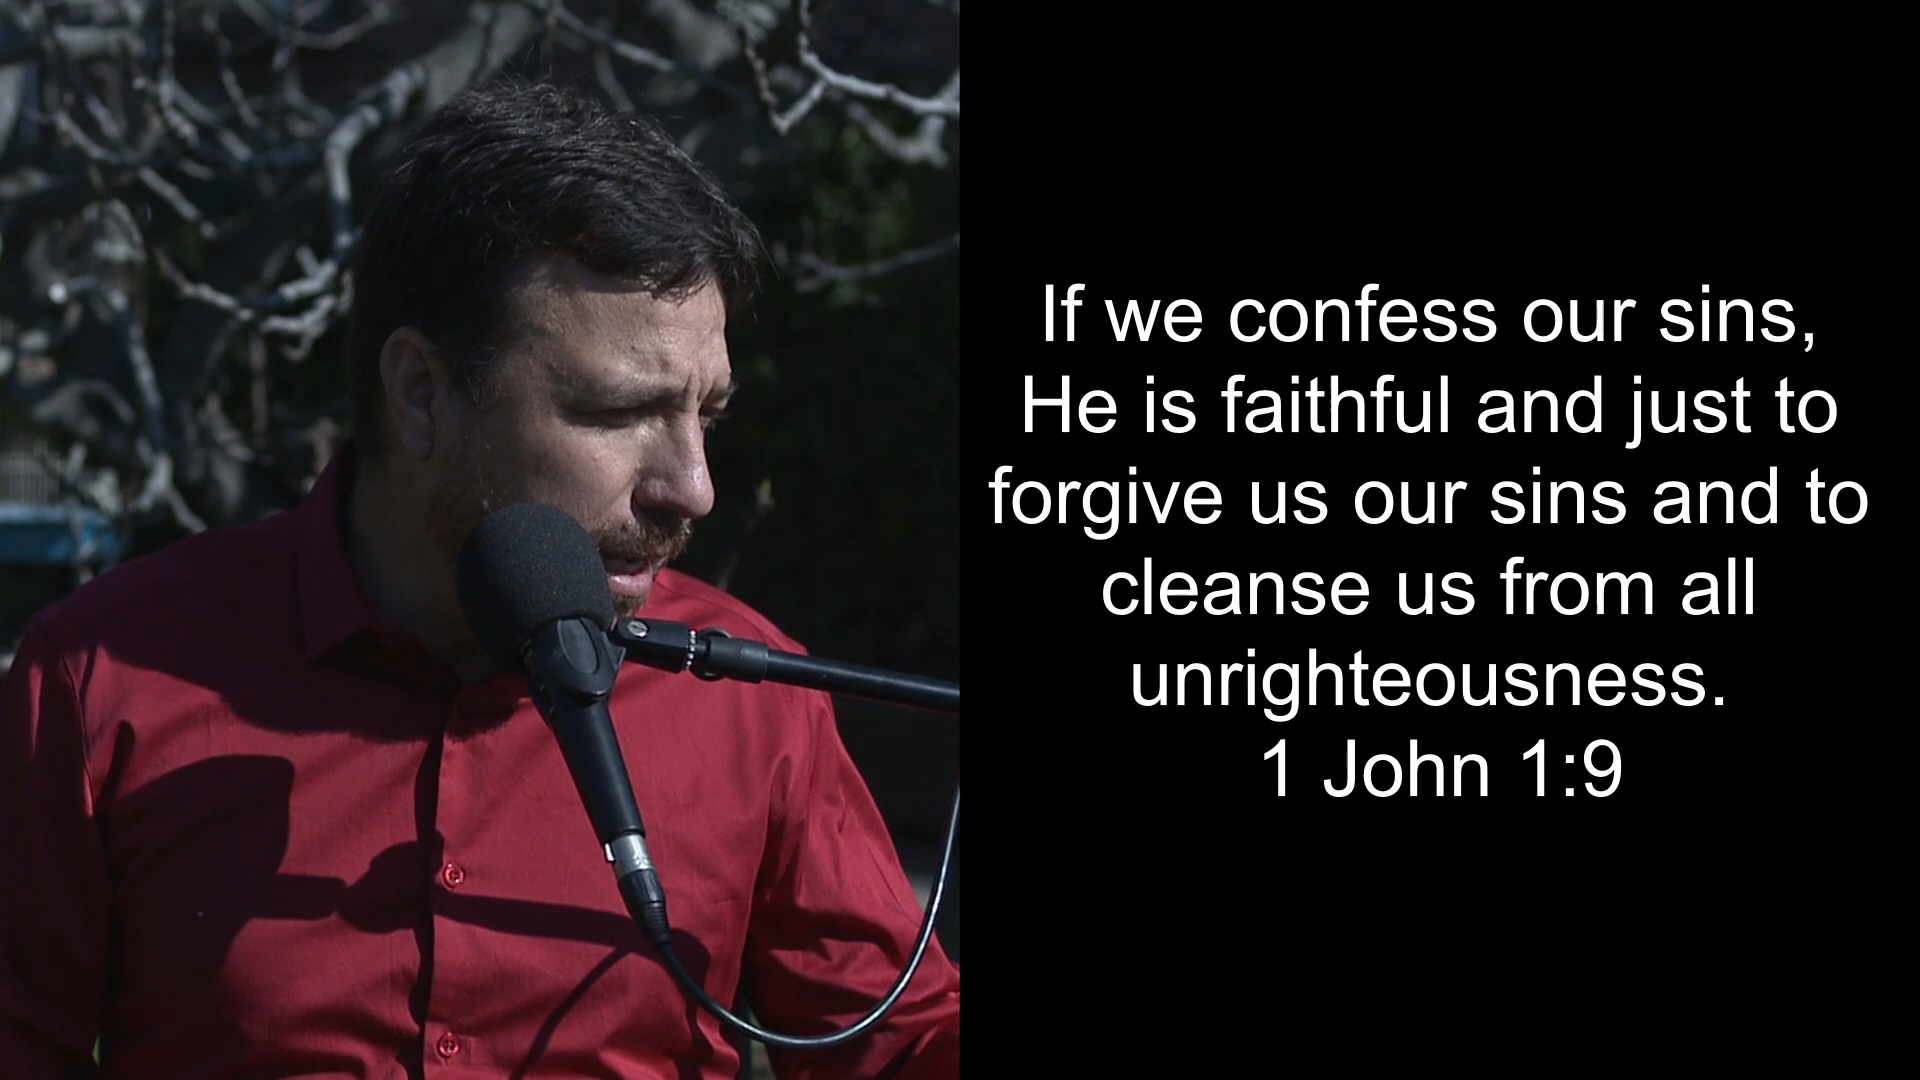 If we confess our sins,
He is faithful and just to
forgive us our sins and to
cleanse us from all
unrighteousness.
1 John 1:9